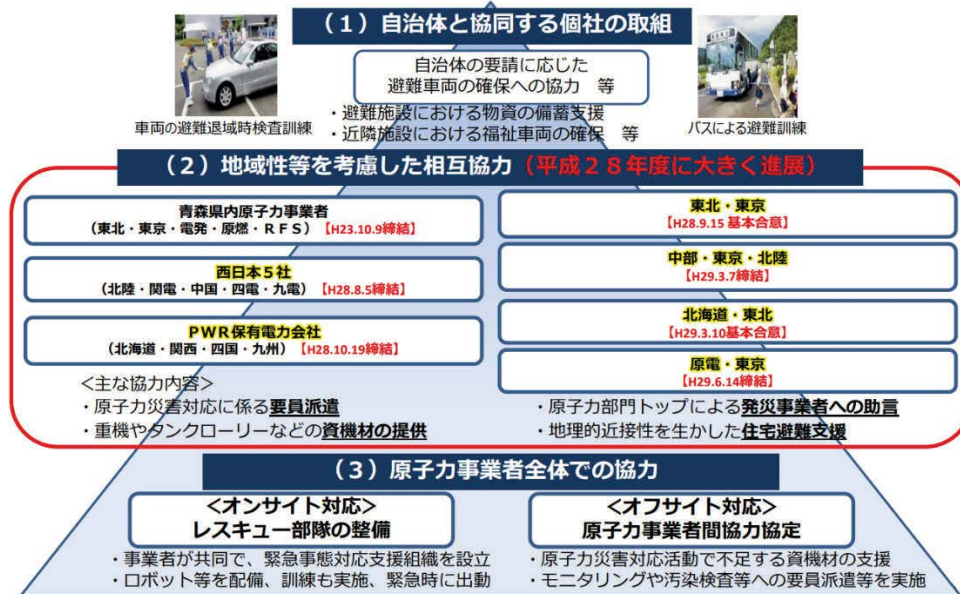 （１）自治体と協同する個社の取組
自治体の要請に応じた
避難車両の確保への協力　等
・避難施設における物資の備蓄支援
・近隣施設における福祉車両の確保　等
車両の避難退域時検査訓練
バスによる避難訓練
（２）地域性等を考慮した相互協力（平成２８年度に大きく進展）
青森県内原子力事業者
（東北・東京・電発・原燃・ＲＦＳ）【H23.10.9締結】
西日本５社
（北陸・関電・中国・四電・九電）【H28.8.5締結】
ＰＷＲ保有電力会社
（北海道・関西・四国・九州）【H28.10.19締結】
＜主な協力内容＞
・原子力災害対応に係る要員派遣
・重機やタンクローリーなどの資機材の提供
東北・東京
【H28.9.15 基本合意】
中部・東京・北陸
【H29.3.7締結】
北海道・東北
【H29.3.10基本合意】
原電・東京
【H29.6.14締結】
・原子力部門トップによる発災事業者への助言
・地理的近接性を生かした住宅避難支援
（３）原子力事業者全体での協力
＜オンサイト対応＞
レスキュー部隊の整備
・事業者が共同で、緊急事態対応支援組織を設立
・ロボット等を配備、訓練も実施、緊急時に出動
＜オフサイト対応＞
原子力事業者間協力協定
・原子力災害対応活動で不足する資機材の支援
・モニタリングや汚染検査等への要員派遣等を実施